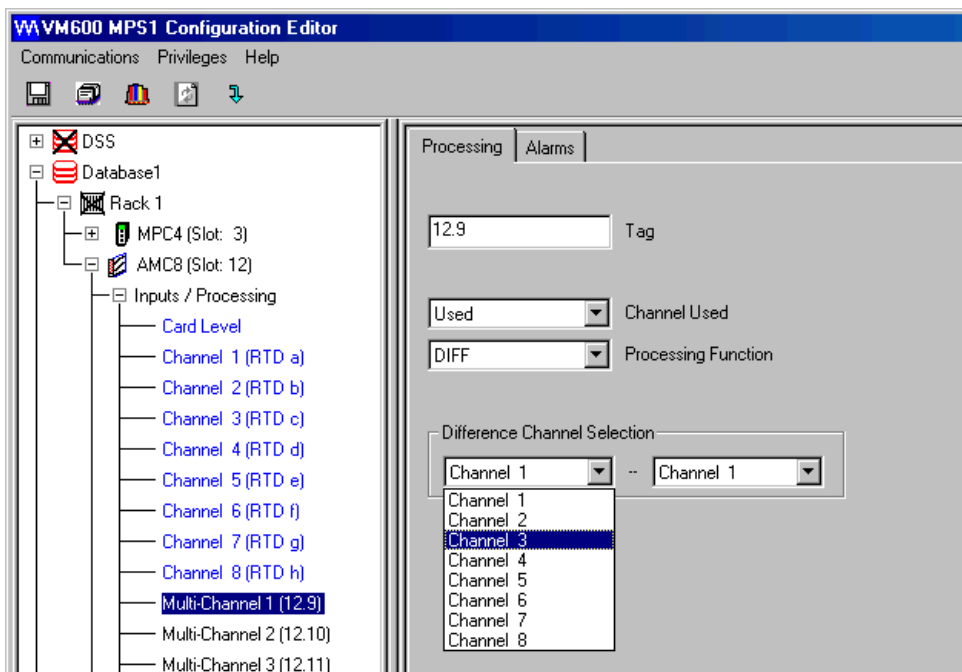 VM600 MPS1 Configuration Editor
Communications Privileges Help
DSS
Database1
Rack 1
MPC4 (Slot: 3)
AMC8 (Slot: 12)
Inputs / Processing
Card Level
Channel 1 (RTD a)
Channel 2 (RTD b)
Channel 3 (RTD c)
Channel 4 (RTD d)
Channel 5 (RTD e)
Channel 6 (RTD f)
Channel 7 (RTD g)
Channel 8 (RTD h)
Multi-Channel 1 (12.9)
Multi-Channel 2 (12.10)
Multi-Channel 3 (12.11)
Processing Alarms
12.9 Tag
Used Channel Used
DIFF Processing Function
Difference Channel Selection
Channel 1 -- Channel 1
Channel 1
Channel 2
Channel 3
Channel 4
Channel 5
Channel 6
Channel 7
Channel 8